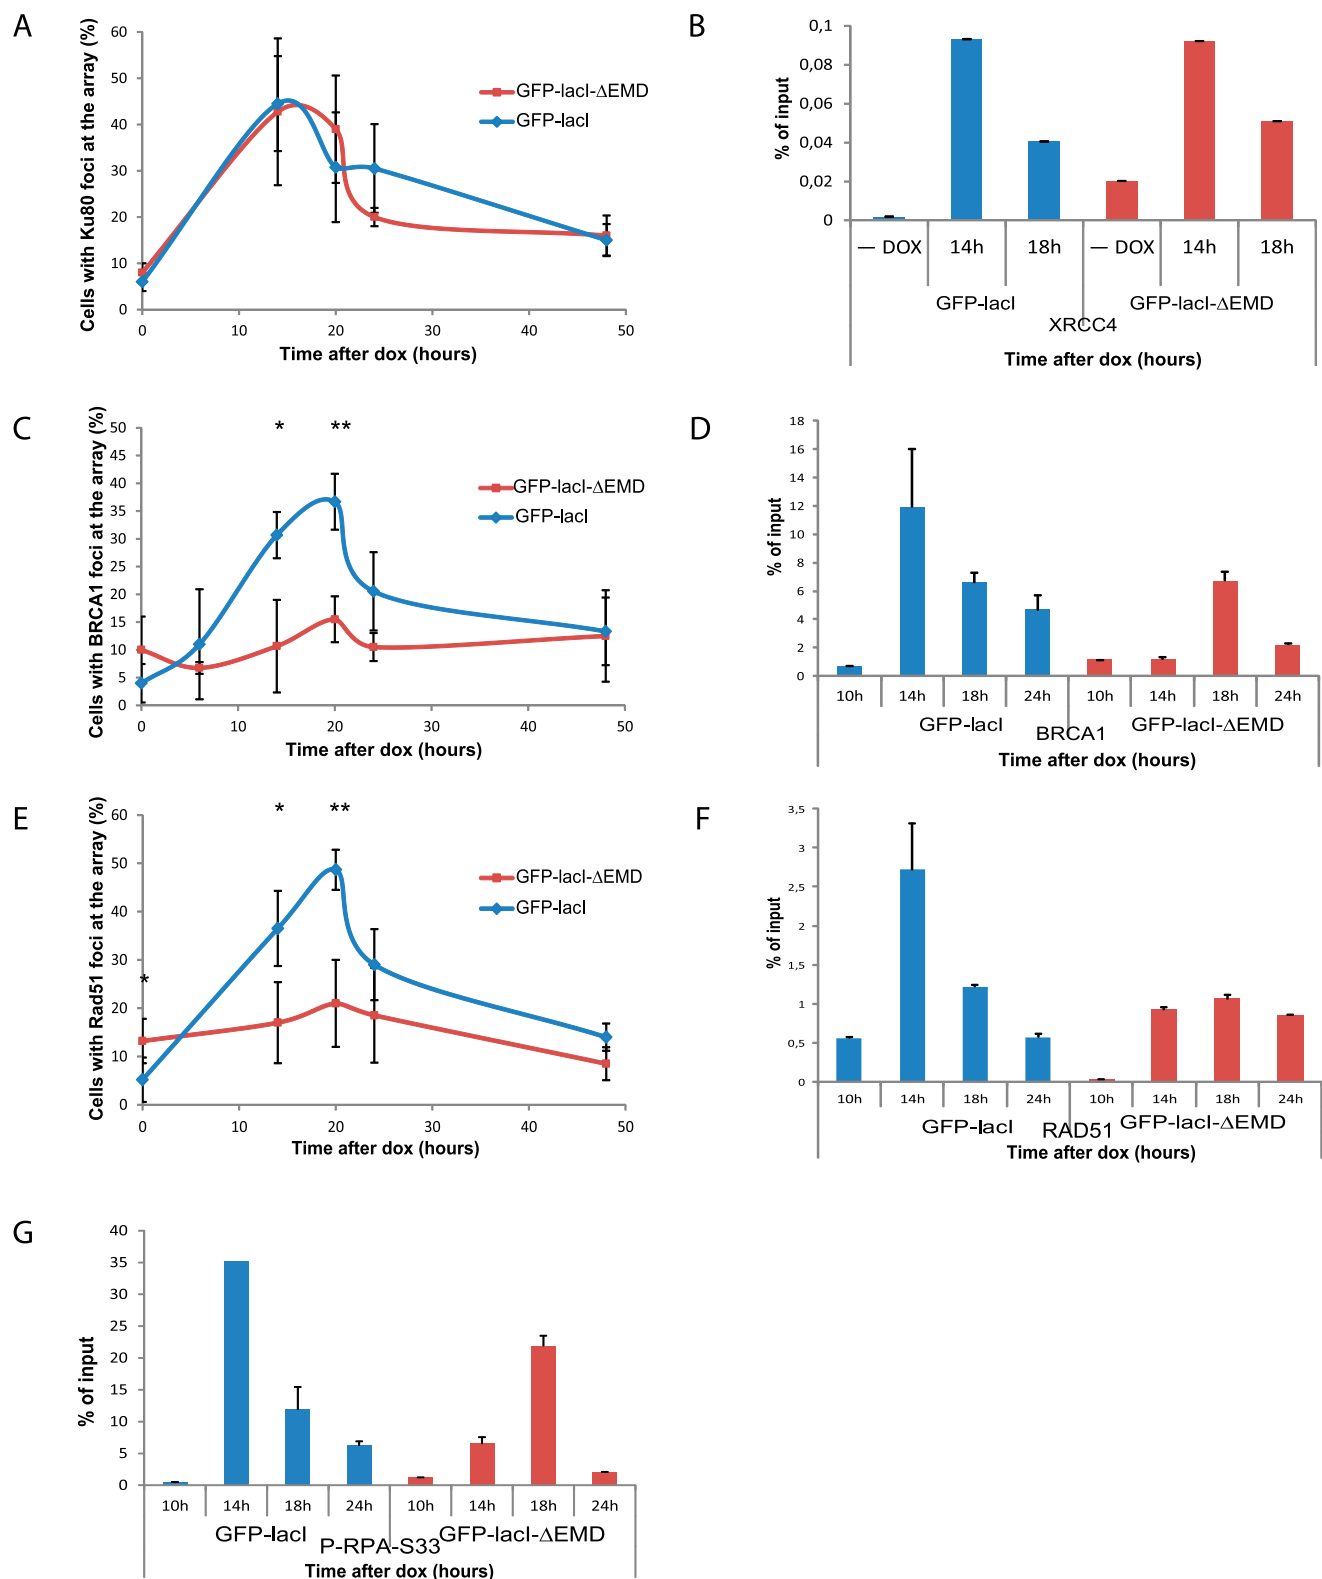 A
Cells with Ku80 foci at the array (%)
60
50
40
30
20
10
0
0 10 20 30 40 50
Time after dox (hours)
GFP-lacI-ΔEMD
GFP-lacI
B
% of input
0,1
0,08
0,06
0,04
0,02
0
— DOX 14h 18h — DOX 14h 18h
GFP-lacI GFP-lacI-ΔEMD
XRCC4
Time after dox (hours)
C
Cells with BRCA1 foci at the array (%)
50
45
40
35
30
25
20
15
10
5
0
0 10 20 30 40 50
Time after dox (hours)
* **
GFP-lacI-ΔEMD
GFP-lacI
D
% of input
18
16
14
12
10
8
6
4
2
0
10h 14h 18h 24h 10h 14h 18h 24h
GFP-lacI GFP-lacI-ΔEMD
BRCA1
Time after dox (hours)
E
Cells with Rad51 foci at the array (%)
60
50
40
30
20
10
0
0 10 20 30 40 50
Time after dox (hours)
* * **
GFP-lacI-ΔEMD
GFP-lacI
F
% of input
3,5
3
2,5
2
1,5
1
0,5
0
10h 14h 18h 24h 10h 14h 18h 24h
GFP-lacI GFP-lacI-ΔEMD
RAD51
Time after dox (hours)
G
% of input
40
35
30
25
20
15
10
5
0
10h 14h 18h 24h 10h 14h 18h 24h
GFP-lacI GFP-lacI-ΔEMD
P-RPA-S33
Time after dox (hours)